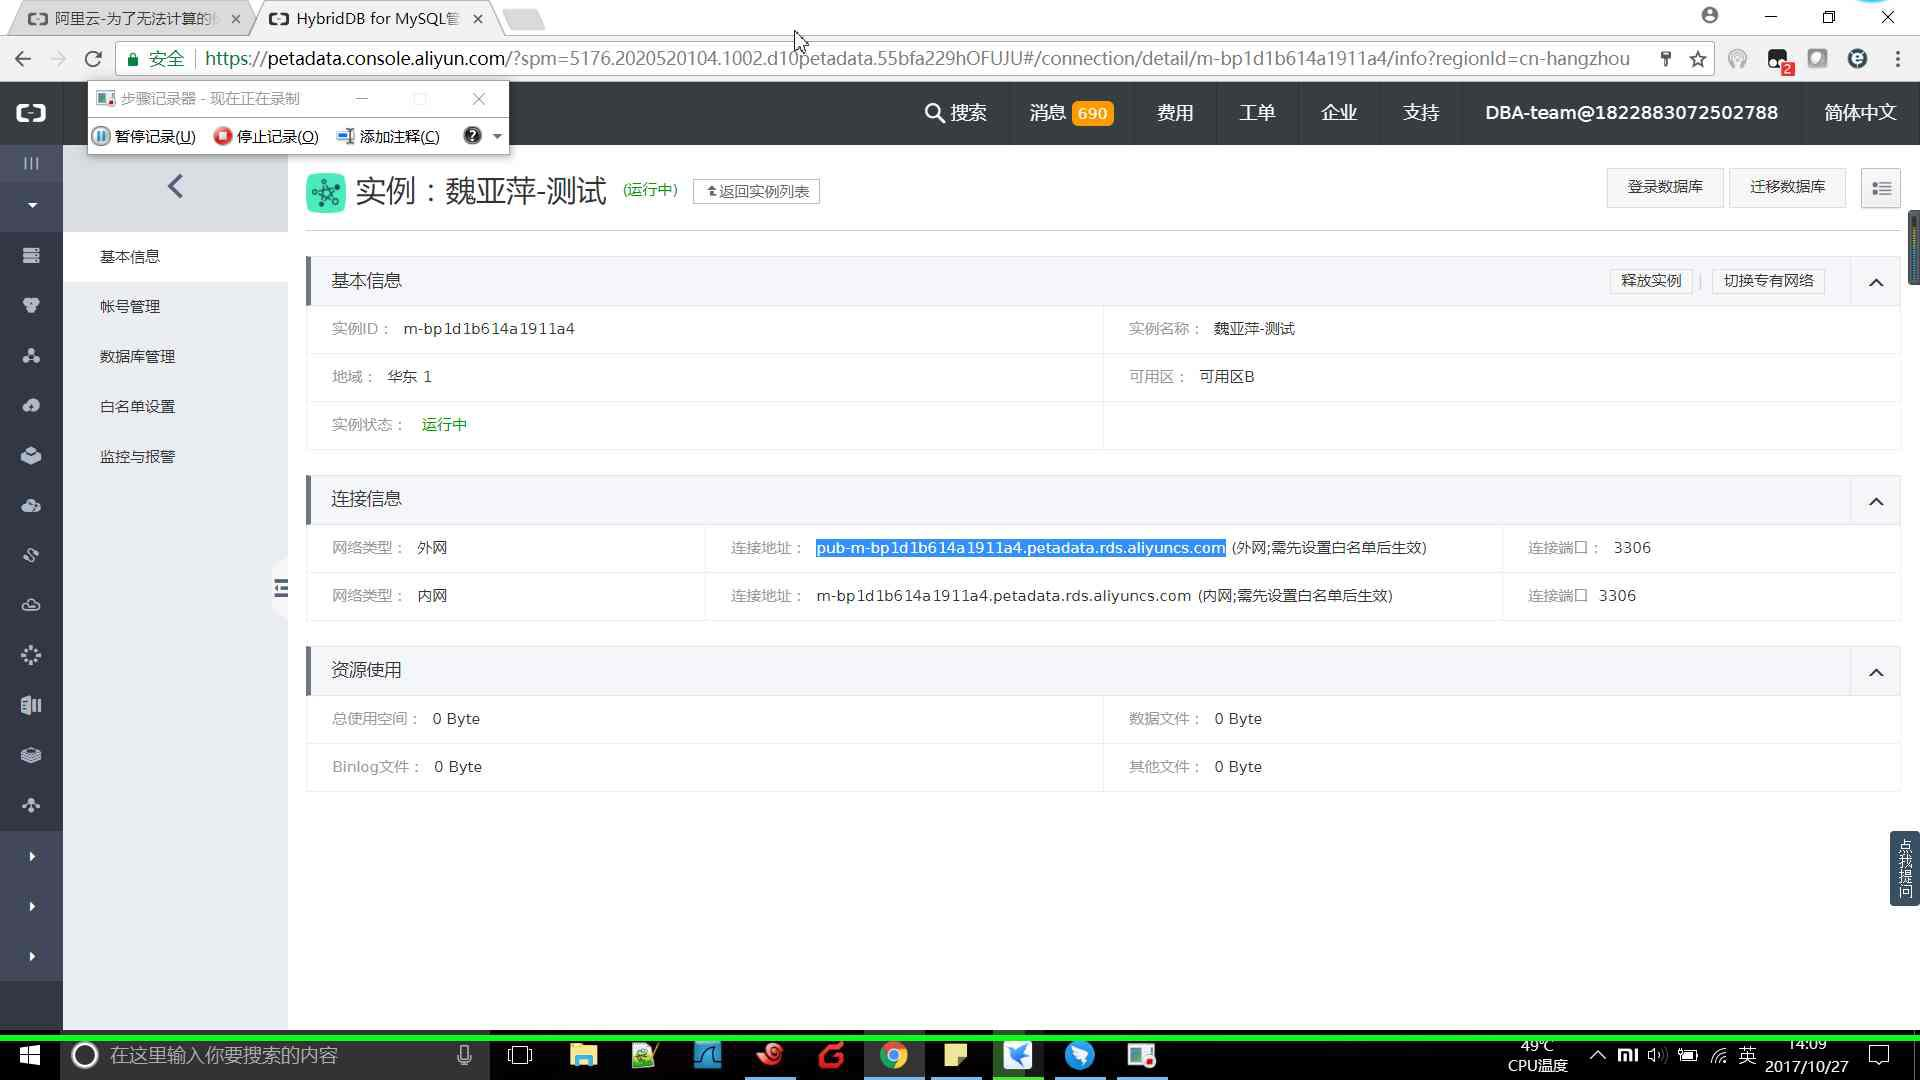 阿里云-为了无法计算的
HybridDB for MySQL管
安全
https://petadata.console.aliyun.com/?spm=5176.2020520104.1002.d10petadata.55bfa229hOFUJU#/connection/detail/m-bp1d1b614a1911a4/info?regionId=cn-hangzhou
2
步骤记录器 - 现在正在录制
暂停记录(U) 停止记录(O) 添加注释(C)
搜索 消息 690 费用 工单 企业 支持 DBA-team@1822883072502788 简体中文
实例：魏亚萍-测试 (运行中) 返回实例列表
登录数据库 迁移数据库
基本信息
帐号管理
数据库管理
白名单设置
监控与报警
基本信息 释放实例 切换专有网络
实例ID： m-bp1d1b614a1911a4 实例名称： 魏亚萍-测试
地域： 华东 1 可用区： 可用区B
实例状态： 运行中
连接信息
网络类型： 外网 连接地址： pub-m-bp1d1b614a1911a4.petadata.rds.aliyuncs.com (外网;需先设置白名单后生效) 连接端口： 3306
网络类型： 内网 连接地址： m-bp1d1b614a1911a4.petadata.rds.aliyuncs.com (内网;需先设置白名单后生效) 连接端口 3306
资源使用
总使用空间： 0 Byte 数据文件： 0 Byte
Binlog文件： 0 Byte 其他文件： 0 Byte
点我提问
在这里输入你要搜索的内容
49℃
CPU温度
英
14:09
2017/10/27